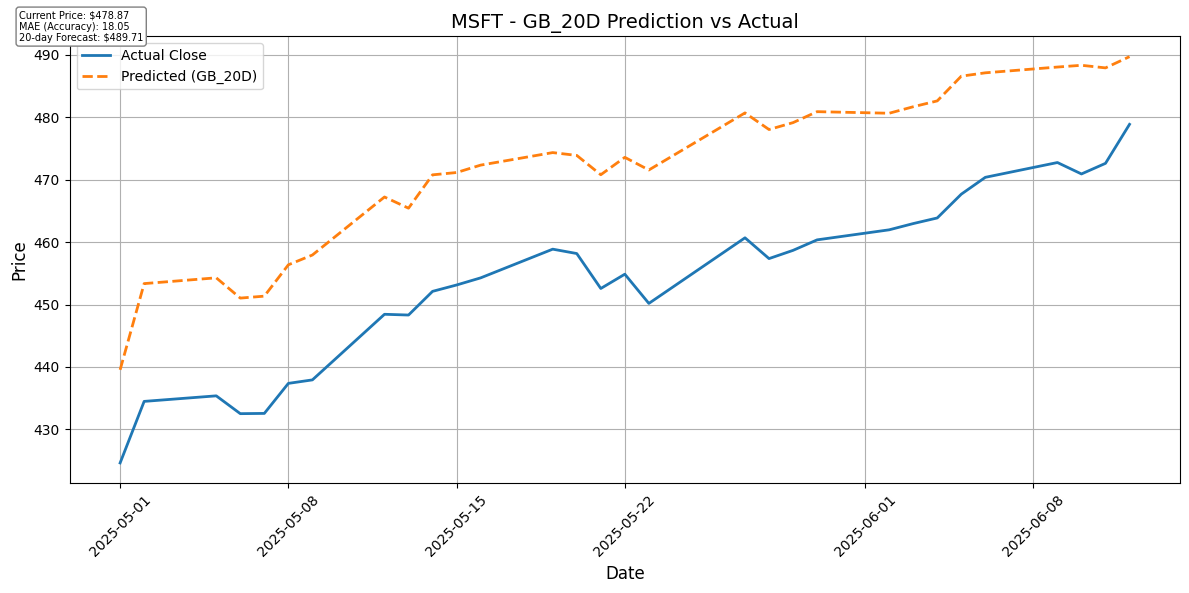 MSFT - GB_20D Prediction vs Actual
Current Price: $478.87
MAE (Accuracy): 18.05
20-day Forecast: $489.71
Actual Close
Predicted (GB_20D)
Price
490
480
470
460
450
440
430
2025-05-01
2025-05-08
2025-05-15
2025-05-22
2025-06-01
2025-06-08
Date